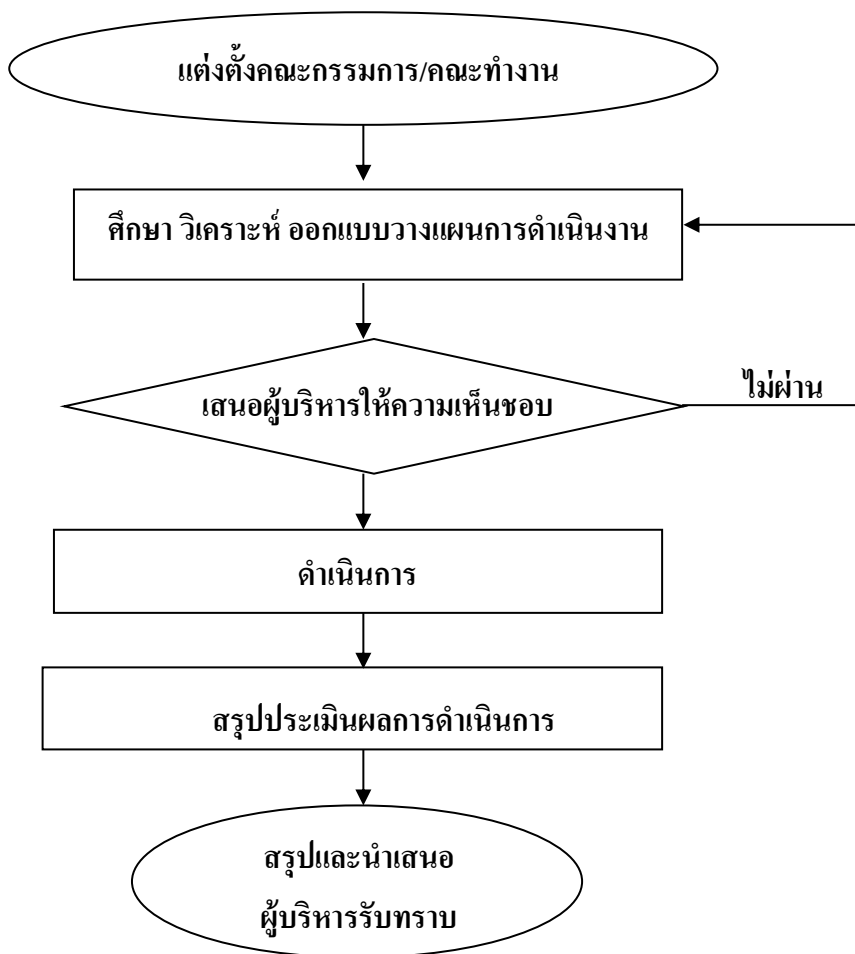 แต่งตั้งคณะกรรมการ/คณะทำงาน
ศึกษา วิเคราะห์ ออกแบบวางแผนการดำเนินงาน
เสนอผู้บริหารให้ความเห็นชอบ
ไม่ผ่าน
ดำเนินการ
สรุปประเมินผลการดำเนินการ
สรุปและนำเสนอ
ผู้บริหารรับทราบ